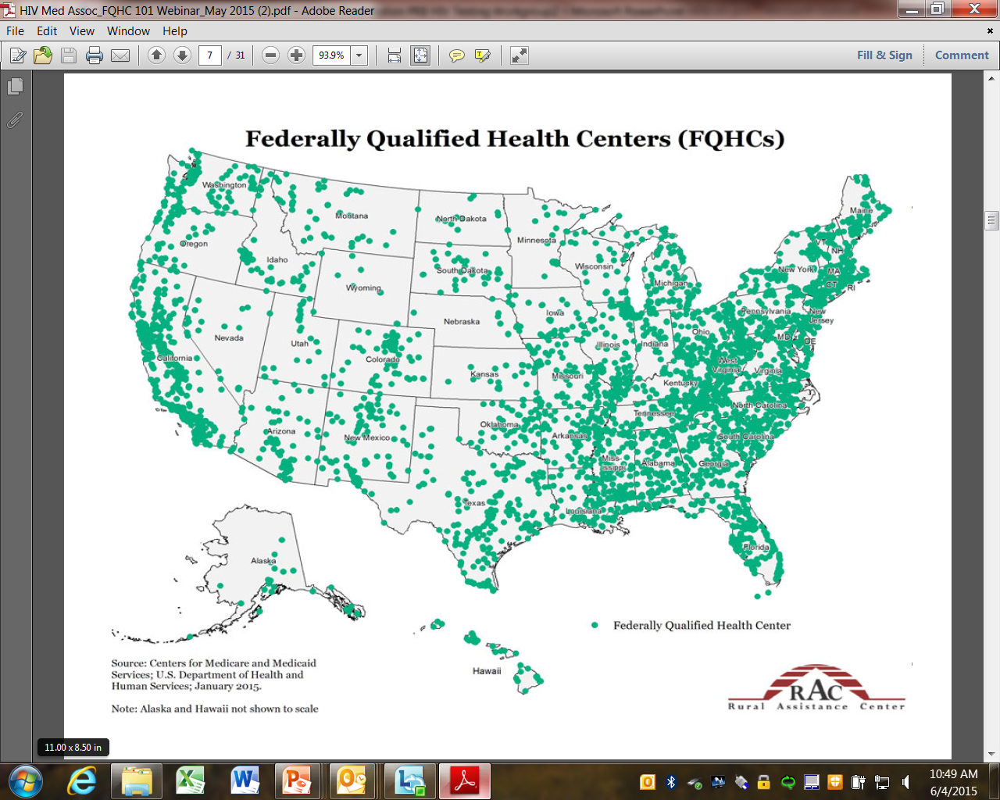 HIV Med Assoc_FQHC 101 Webinar_May 2015 (2).pdf - Adobe Reader
File Edit View Window Help
7 / 31 93.9% Fill & Sign Comment
Federally Qualified Health Centers (FQHCs)
Washington
Montana
North Dakota
Minnesota
Maine
Oregon
Idaho
South Dakota
Wisconsin
VT
NH
New York
MA
CT
RI
Michigan
Wyoming
Nebraska
Iowa
Pennsylvania
New
Jersey
Nevada
Utah
Colorado
Illinois
Indiana
Ohio
MD
DE
California
Kansas
Missouri
West
Virginia
Virginia
Kentucky
North Carolina
Arizona
New Mexico
Oklahoma
Arkansas
Tennessee
South Carolina
Miss-
issippi
Alabama
Georgia
Texas
Louisiana
Florida
Alaska
Federally Qualified Health Center
Hawaii
Source: Centers for Medicare and Medicaid
Services; U.S. Department of Health and
Human Services; January 2015.
Note: Alaska and Hawaii not shown to scale
RAC
Rural Assistance Center
11.00 x 8.50 in
10:49 AM
6/4/2015